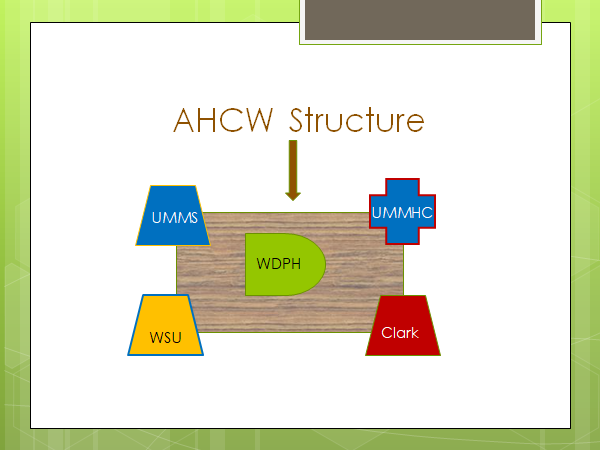 AHCW Structure
UMMS
UMMHC
WDPH
WSU
Clark